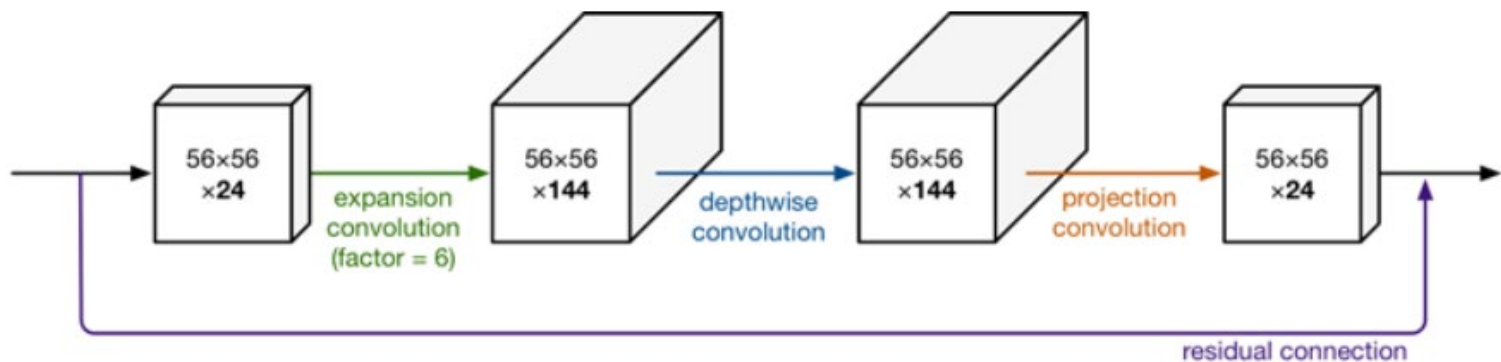 56×56
×24
expansion
convolution
(factor = 6)
56×56
×144
depthwise
convolution
56×56
×144
projection
convolution
56×56
×24
residual connection